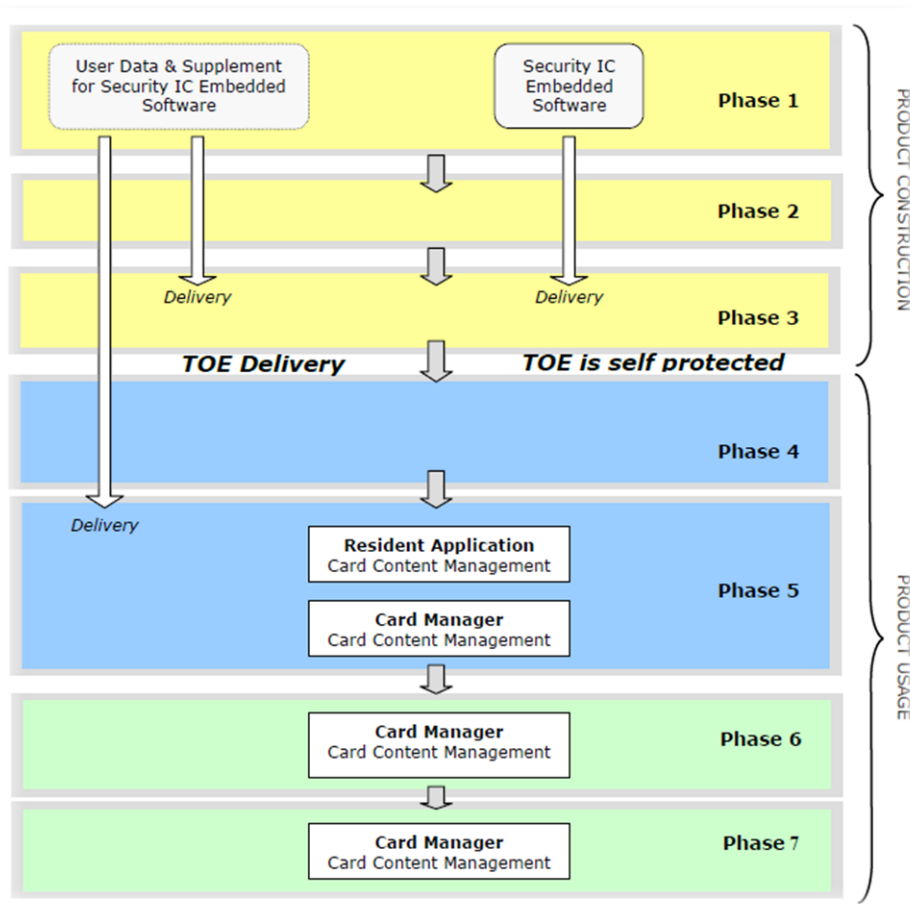 User Data & Supplement
for Security IC Embedded
Software
Security IC
Embedded
Software
Phase 1
Phase 2
Delivery
Delivery
Phase 3
PRODUCT CONSTRUCTION
TOE Delivery
TOE is self protected
Phase 4
Delivery
Resident Application
Card Content Management
Phase 5
Card Manager
Card Content Management
PRODUCT USAGE
Card Manager
Card Content Management
Phase 6
Card Manager
Card Content Management
Phase 7